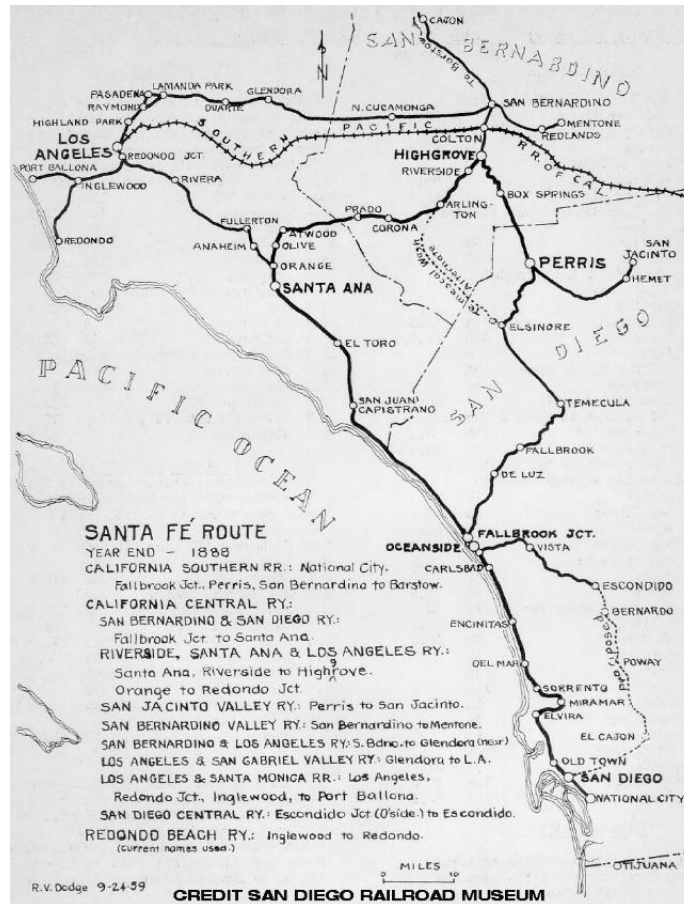 CAJON
SAN BERNARDINO
To Barstow
N
PASADENA
LAMANDA PARK
RAYMOND
DUARTE
GLENDORA
N. CUCAMONGA
SAN BERNARDINO
MENTONE
REDLANDS
HIGHLAND PARK
SOUTHERN PACIFIC
COLTON
RR. OF CAL.
LOS ANGELES
REDONDO JCT.
HIGHGROVE
PORT BALLONA
INGLEWOOD
RIVERA
RIVERSIDE
BOX SPRINGS
ARLING-
TON
PRADO
CORONA
FULLERTON
ATWOOD
ANAHEIM
OLIVE
REDONDO
ORANGE
SANTA ANA
Temescal Wash
Alternate
PERRIS
SAN
JACINTO
HEMET
ELSINORE
SAN DIEGO
EL TORO
SAN JUAN
CAPISTRANO
TEMECULA
PACIFIC OCEAN
FALLBROOK
DE LUZ
FALLBROOK JCT.
OCEANSIDE
VISTA
CARLSBAD
ESCONDIDO
BERNARDO
Proposed
ENCINITAS
POWAY
DEL MAR
SORRENTO
MIRAMAR
ELVIRA
EL CAJON
OLD TOWN
SAN DIEGO
NATIONAL CITY
TIJUANA
SANTA FÉ ROUTE
YEAR END - 1888
CALIFORNIA SOUTHERN RR.: National City.
Fallbrook Jct., Perris, San Bernardino to Barstow.
CALIFORNIA CENTRAL RY.:
SAN BERNARDINO & SAN DIEGO RY.:
Fallbrook Jct. to Santa Ana.
RIVERSIDE, SANTA ANA & LOS ANGELES RY.:
Santa Ana, Riverside to Highgrove.
Orange to Redondo Jct.
SAN JACINTO VALLEY RY.: Perris to San Jacinto.
SAN BERNARDINO VALLEY RY.: San Bernardino to Mentone.
SAN BERNARDINO & LOS ANGELES RY.: S. Bdno. to Glendora (near)
LOS ANGELES & SAN GABRIEL VALLEY RY.: Glendora to L.A.
LOS ANGELES & SANTA MONICA RR.: Los Angeles,
Redondo Jct., Inglewood, to Port Ballona.
SAN DIEGO CENTRAL RY.: Escondido Jct. (O'side.) to Escondido.
REDONDO BEACH RY.: Inglewood to Redondo.
(Current names used.)
MILES
0 10
R.V. Dodge 9-24-59
CREDIT SAN DIEGO RAILROAD MUSEUM